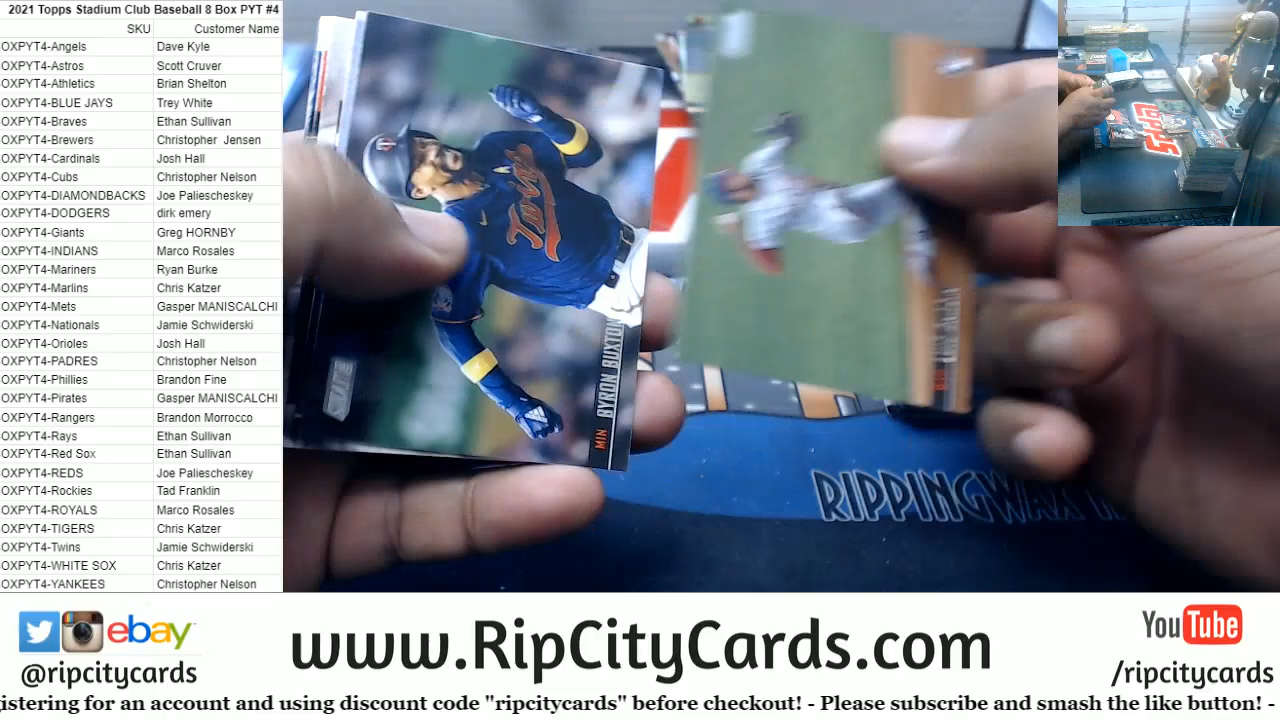 2021 Topps Stadium Club Baseball 8 Box PYT #4
SKU Customer Name
OXPYT4-Angels Dave Kyle
OXPYT4-Astros Scott Cruver
OXPYT4-Athletics Brian Shelton
OXPYT4-BLUE JAYS Trey White
OXPYT4-Braves Ethan Sullivan
OXPYT4-Brewers Christopher Jensen
OXPYT4-Cardinals Josh Hall
OXPYT4-Cubs Christopher Nelson
OXPYT4-DIAMONDBACKS Joe Paliescheskey
OXPYT4-DODGERS dirk emery
OXPYT4-Giants Greg HORNBY
OXPYT4-INDIANS Marco Rosales
OXPYT4-Mariners Ryan Burke
OXPYT4-Marlins Chris Katzer
OXPYT4-Mets Gasper MANISCALCHI
OXPYT4-Nationals Jamie Schwiderski
OXPYT4-Orioles Josh Hall
OXPYT4-PADRES Christopher Nelson
OXPYT4-Phillies Brandon Fine
OXPYT4-Pirates Gasper MANISCALCHI
OXPYT4-Rangers Brandon Morrocco
OXPYT4-Rays Ethan Sullivan
OXPYT4-Red Sox Ethan Sullivan
OXPYT4-REDS Joe Paliescheskey
OXPYT4-Rockies Tad Franklin
OXPYT4-ROYALS Marco Rosales
OXPYT4-TIGERS Chris Katzer
OXPYT4-Twins Jamie Schwiderski
OXPYT4-WHITE SOX Chris Katzer
OXPYT4-YANKEES Christopher Nelson
Twins
MIN BYRON BUXTON
TOPPS
RIPPINGWAX
ebay
@ripcitycards
www.RipCityCards.com
YouTube
/ripcitycards
gistering for an account and using discount code "ripcitycards" before checkout! - Please subscribe and smash the like button! -